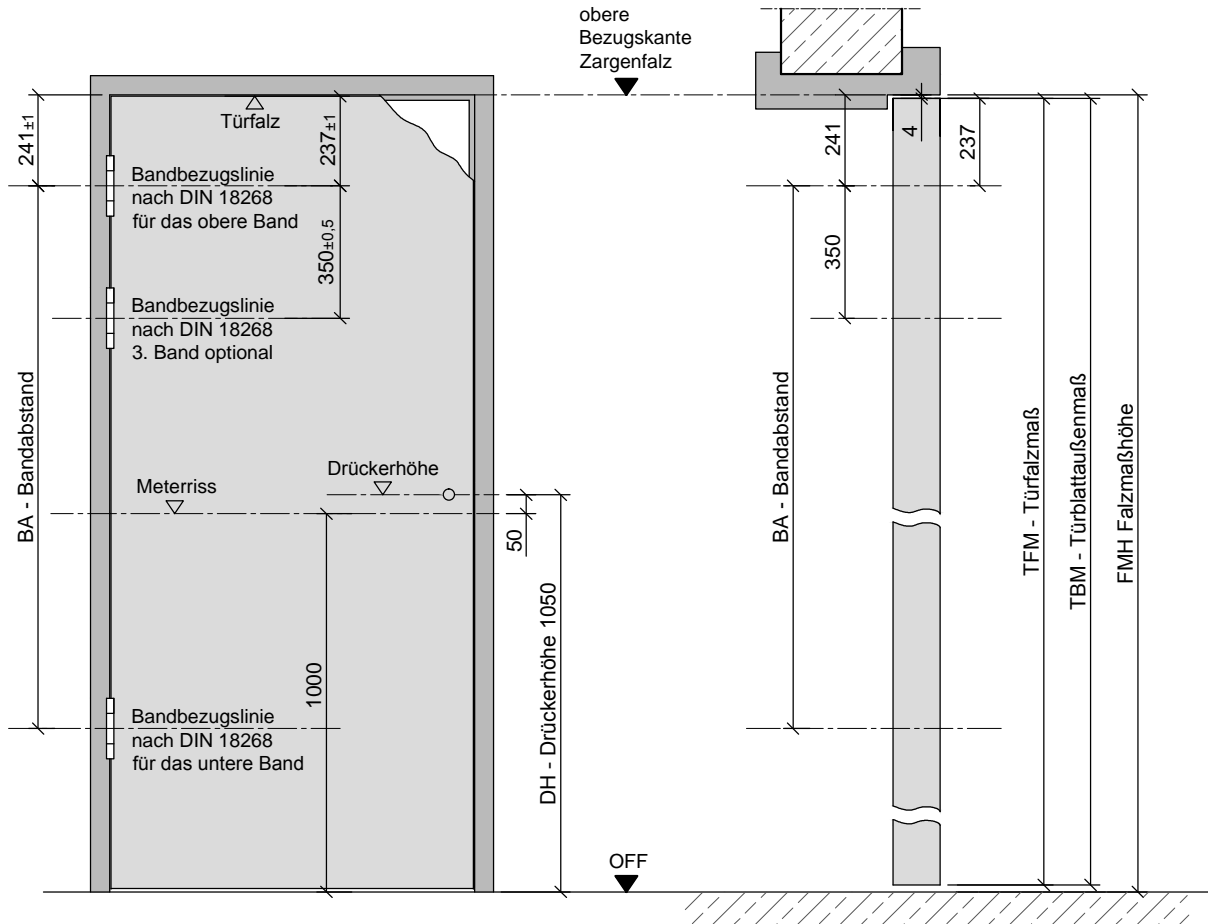 obere
Bezugskante
Zargenfalz
Türfalz
241±1
237±1
Bandbezugslinie
nach DIN 18268
für das obere Band
350±0,5
Bandbezugslinie
nach DIN 18268
3. Band optional
BA - Bandabstand
Meterriss
Drückerhöhe
50
1000
DH - Drückerhöhe 1050
Bandbezugslinie
nach DIN 18268
für das untere Band
OFF
241
4
237
350
BA - Bandabstand
TFM - Türfalzmaß
TBM - Türblattaußenmaß
FMH Falzmaßhöhe